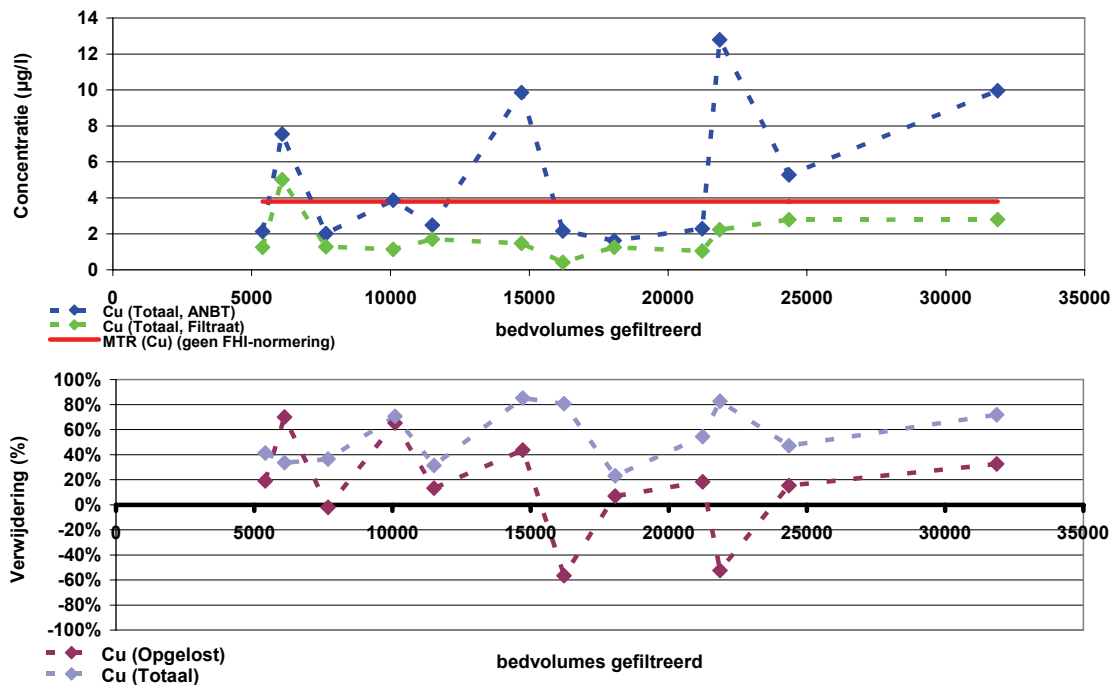 14
12
10
8
6
4
2
0
Concentratie (µg/l)
0 5000 10000 15000 20000 25000 30000 35000
bedvolumes gefiltreerd
Cu (Totaal, ANBT)
Cu (Totaal, Filtraat)
MTR (Cu) (geen FHI-normering)
100%
80%
60%
40%
20%
0%
-20%
-40%
-60%
-80%
-100%
Verwijdering (%)
0 5000 10000 15000 20000 25000 30000 35000
bedvolumes gefiltreerd
Cu (Opgelost)
Cu (Totaal)